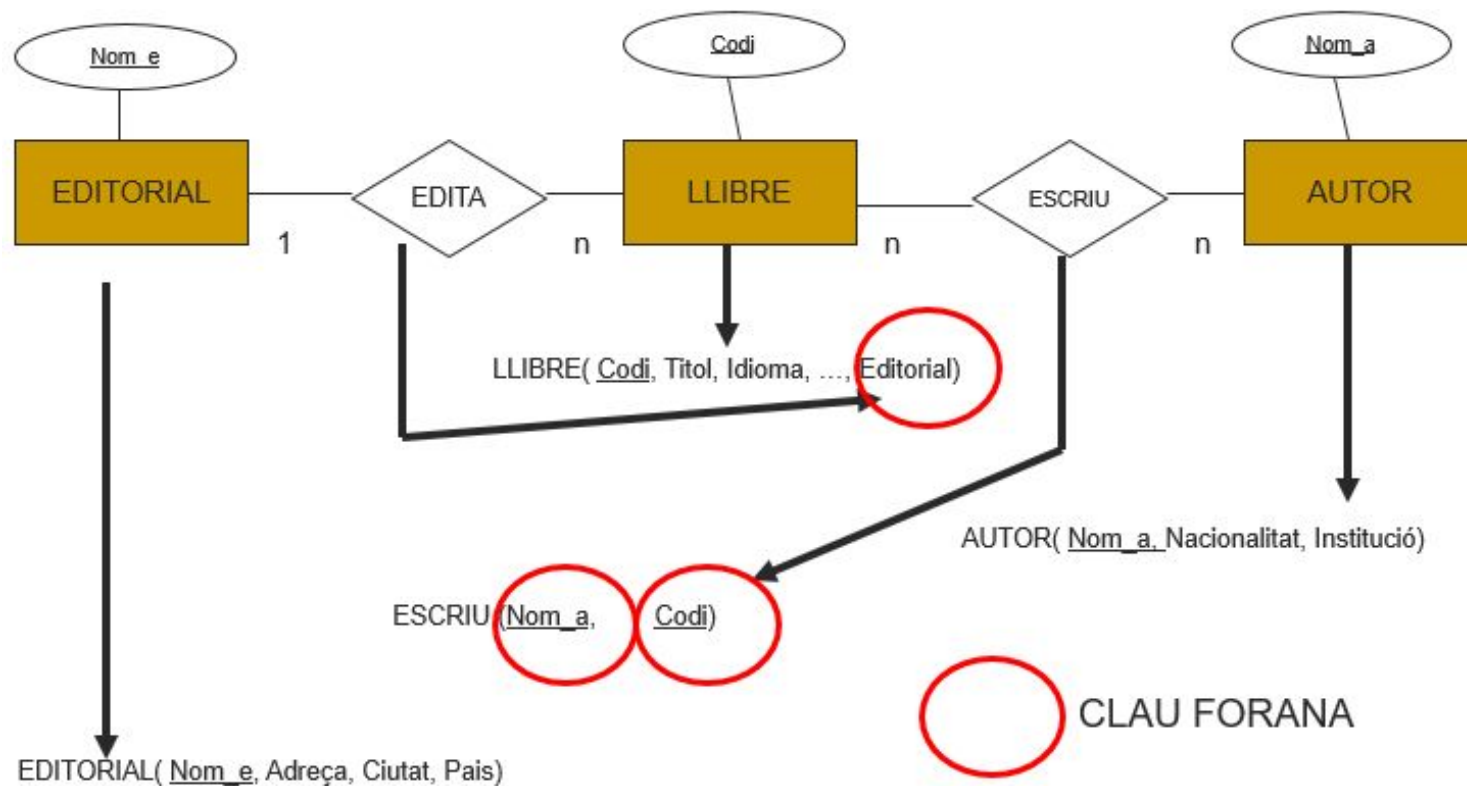 Nom_e
Codi
Nom_a
EDITORIAL
EDITA
LLIBRE
ESCRIU
AUTOR
1
n
n
n
LLIBRE( Codi, Titol, Idioma, …, Editorial)
AUTOR( Nom_a, Nacionalitat, Institució)
ESCRIU (Nom_a, Codi)
CLAU FORANA
EDITORIAL( Nom_e, Adreça, Ciutat, Pais)